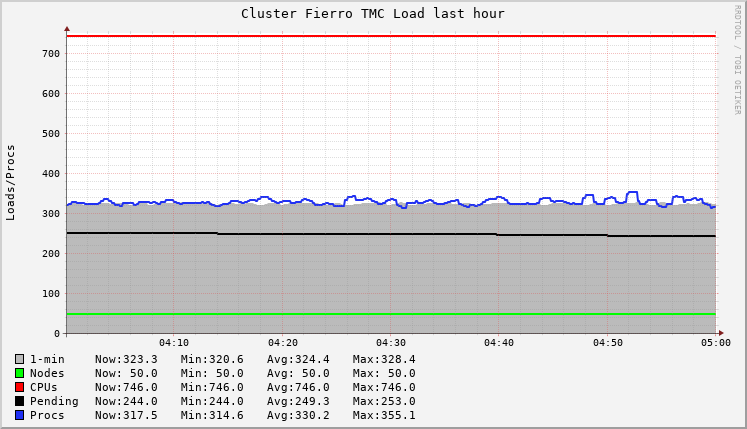 Cluster Fierro TMC Load last hour
RRDTOOL / TOBI OETIKER
Loads/Procs
700
600
500
400
300
200
100
0
04:10 04:20 04:30 04:40 04:50 05:00
1-min Now:323.3 Min:320.6 Avg:324.4 Max:328.4
Nodes Now: 50.0 Min: 50.0 Avg: 50.0 Max: 50.0
CPUs Now:746.0 Min:746.0 Avg:746.0 Max:746.0
Pending Now:244.0 Min:244.0 Avg:249.3 Max:253.0
Procs Now:317.5 Min:314.6 Avg:330.2 Max:355.1